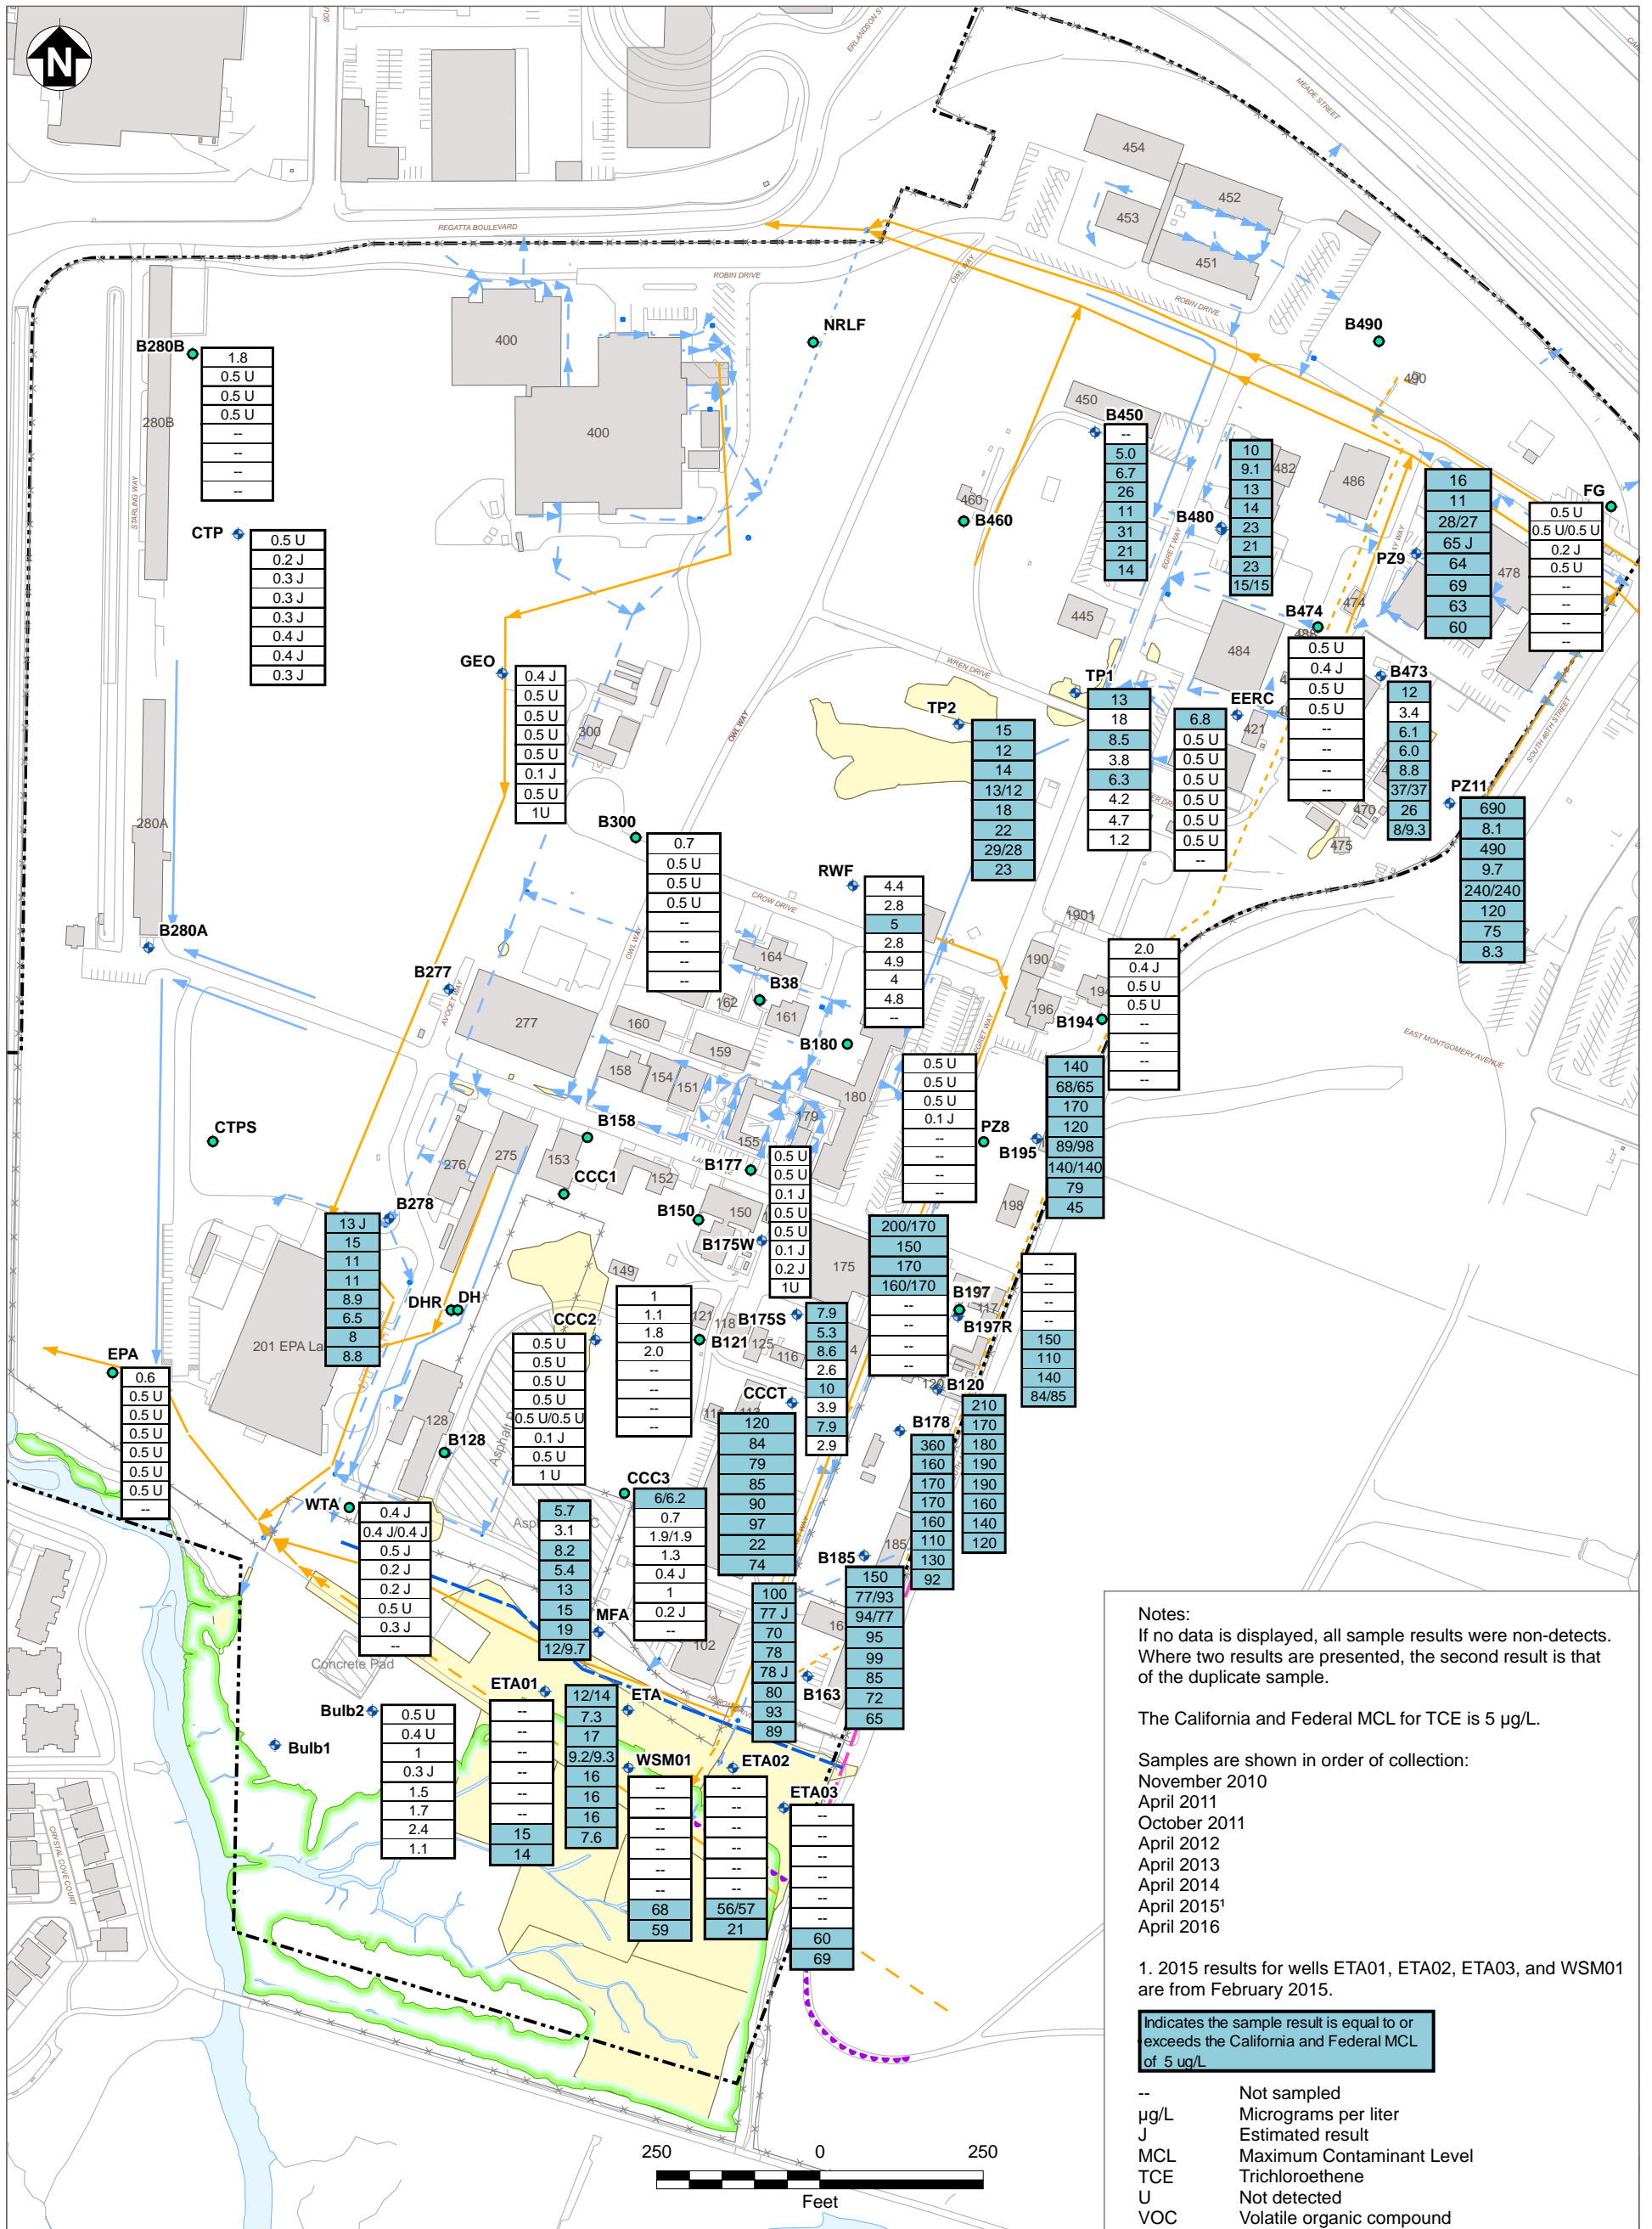 N
SOU
ERLANDSON ST
MEADE STREET
CA
REGATTA BOULEVARD
ROBIN DRIVE
OWL WAY
454
453
452
451
ROBIN DRIVE
B280B
1.8
0.5 U
0.5 U
0.5 U
--
--
--
--
280B
STARLING WAY
400
400
NRLF
B490
490
450
B450
--
5.0
6.7
26
11
31
21
14
460
B460
10
9.1
13
14
23
21
23
15/15
482
B480
EGRET WAY
486
16
11
28/27
65 J
64
69
63
60
PZ9
AY WAY
478
FG
0.5 U
0.5 U/0.5 U
0.2 J
0.5 U
--
--
--
--
CTP
0.5 U
0.2 J
0.3 J
0.3 J
0.3 J
0.4 J
0.4 J
0.3 J
445
484
474
B474
0.5 U
0.4 J
0.5 U
0.5 U
--
--
--
--
B473
12
3.4
6.1
6.0
8.8
37/37
26
8/9.3
GEO
0.4 J
0.5 U
0.5 U
0.5 U
0.5 U
0.1 J
0.5 U
1U
300
OWL WAY
WREN DRIVE
TP2
15
12
14
13/12
18
22
29/28
23
TP1
13
18
8.5
3.8
6.3
4.2
4.7
1.2
EERC
6.8
0.5 U
0.5 U
0.5 U
0.5 U
0.5 U
0.5 U
--
421
470
475
SOUTH 46TH STREET
PZ11
690
8.1
490
9.7
240/240
120
75
8.3
280A
B280A
B300
0.7
0.5 U
0.5 U
0.5 U
--
--
--
--
CROW DRIVE
RWF
4.4
2.8
5
2.8
4.9
4
4.8
--
1901
190
196
194
B194
2.0
0.4 J
0.5 U
0.5 U
--
--
--
--
EAST MONTGOMERY AVENUE
B277
AVOCET WAY
277
OWL WAY
164
162
B38
161
160
159
158
154
151
B180
180
179
155
EGRET WAY
0.5 U
0.5 U
0.5 U
0.1 J
--
--
--
--
PZ8
B195
140
68/65
170
120
89/98
140/140
79
45
198
CTPS
276
275
B158
153
152
CCC1
B177
0.5 U
0.5 U
0.1 J
0.5 U
0.5 U
0.1 J
0.2 J
1U
B150
150
B175W
175
149
B278
13 J
15
11
11
8.9
6.5
8
8.8
201 EPA La
DHR
DH
200/170
150
170
160/170
--
--
--
--
B197
117
B197R
--
--
--
--
150
110
140
84/85
EPA
0.6
0.5 U
0.5 U
0.5 U
0.5 U
0.5 U
0.5 U
--
CCC2
0.5 U
0.5 U
0.5 U
0.5 U
0.5 U/0.5 U
0.1 J
0.5 U
1 U
1
1.1
1.8
2.0
--
--
--
--
121
118
B121
125
116
B175S
7.9
5.3
8.6
2.6
10
3.9
7.9
2.9
CCCT
120
84
79
85
90
97
22
74
B120
210
170
180
190
190
160
140
120
B178
360
160
170
170
160
110
130
92
128
B128
WTA
0.4 J
0.4 J/0.4 J
0.5 J
0.2 J
0.2 J
0.5 U
0.3 J
--
5.7
3.1
8.2
5.4
13
15
19
12/9.7
MFA
CCC3
6/6.2
0.7
1.9/1.9
1.3
0.4 J
1
0.2 J
--
102
185
B185
150
77/93
94/77
95
99
85
72
65
100
77 J
70
78
78 J
80
93
89
B163
Concrete Pad
Bulb2
0.5 U
0.4 U
1
0.3 J
1.5
1.7
2.4
1.1
Bulb1
ETA01
--
--
--
--
--
--
15
14
ETA
12/14
7.3
17
9.2/9.3
16
16
16
7.6
WSM01
--
--
--
--
--
--
68
59
ETA02
--
--
--
--
--
--
56/57
21
ETA03
--
--
--
--
--
--
60
69
CRYSTAL COVE COURT
250 0 250
Feet
Notes:
If no data is displayed, all sample results were non-detects.
Where two results are presented, the second result is that
of the duplicate sample.
The California and Federal MCL for TCE is 5 µg/L.
Samples are shown in order of collection:
November 2010
April 2011
October 2011
April 2012
April 2013
April 2014
April 2015¹
April 2016
1. 2015 results for wells ETA01, ETA02, ETA03, and WSM01
are from February 2015.
Indicates the sample result is equal to or
exceeds the California and Federal MCL
of 5 ug/L
-- Not sampled
µg/L Micrograms per liter
J Estimated result
MCL Maximum Contaminant Level
TCE Trichloroethene
U Not detected
VOC Volatile organic compound